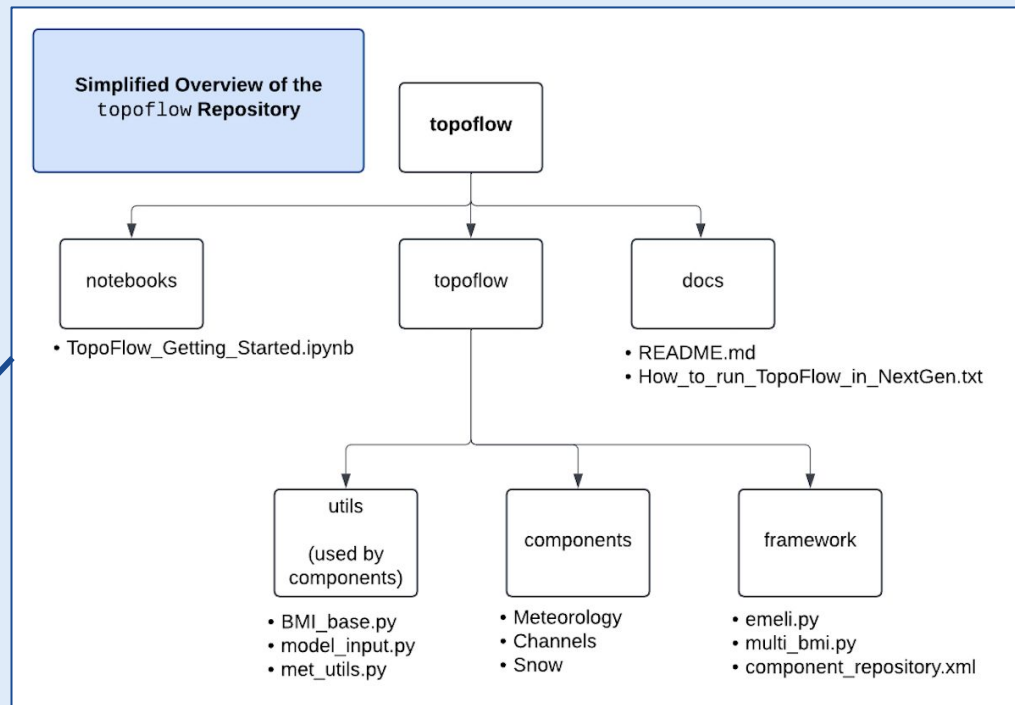 Simplified Overview of the
topoflow Repository
topoflow
notebooks
topoflow
docs
• TopoFlow_Getting_Started.ipynb
• README.md
• How_to_run_TopoFlow_in_NextGen.txt
utils
(used by
components)
components
framework
• BMI_base.py
• model_input.py
• met_utils.py
• Meteorology
• Channels
• Snow
• emeli.py
• multi_bmi.py
• component_repository.xml